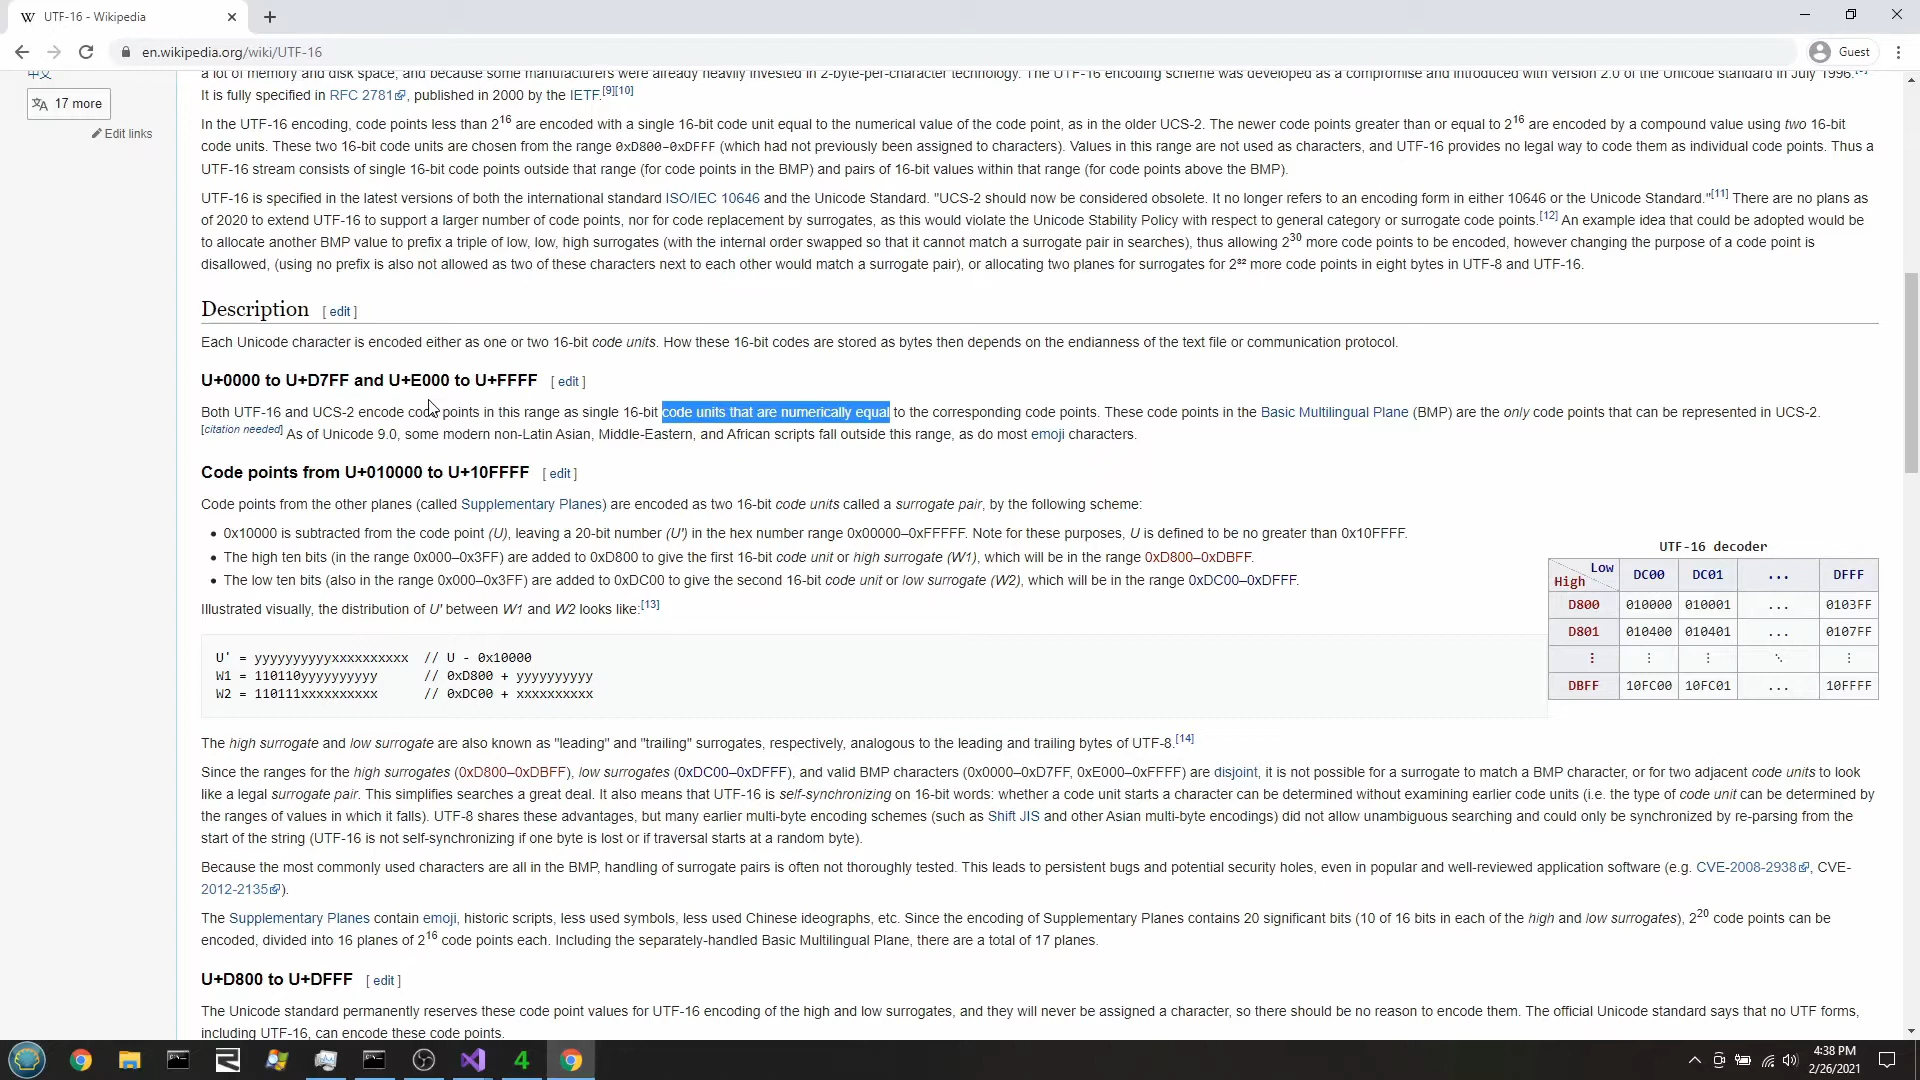 UTF-16 - Wikipedia
en.wikipedia.org/wiki/UTF-16
Guest
中文
17 more
Edit links
a lot of memory and disk space, and because some manufacturers were already heavily invested in 2-byte-per-character technology. The UTF-16 encoding scheme was developed as a compromise and introduced with version 2.0 of the Unicode standard in July 1996.
It is fully specified in RFC 2781, published in 2000 by the IETF.[9][10]
In the UTF-16 encoding, code points less than 2¹⁶ are encoded with a single 16-bit code unit equal to the numerical value of the code point, as in the older UCS-2. The newer code points greater than or equal to 2¹⁶ are encoded by a compound value using two 16-bit
code units. These two 16-bit code units are chosen from the range 0xD800–0xDFFF (which had not previously been assigned to characters). Values in this range are not used as characters, and UTF-16 provides no legal way to code them as individual code points. Thus a
UTF-16 stream consists of single 16-bit code points outside that range (for code points in the BMP) and pairs of 16-bit values within that range (for code points above the BMP).
UTF-16 is specified in the latest versions of both the international standard ISO/IEC 10646 and the Unicode Standard. "UCS-2 should now be considered obsolete. It no longer refers to an encoding form in either 10646 or the Unicode Standard."[11] There are no plans as
of 2020 to extend UTF-16 to support a larger number of code points, nor for code replacement by surrogates, as this would violate the Unicode Stability Policy with respect to general category or surrogate code points.[12] An example idea that could be adopted would be
to allocate another BMP value to prefix a triple of low, low, high surrogates (with the internal order swapped so that it cannot match a surrogate pair in searches), thus allowing 2³⁰ more code points to be encoded, however changing the purpose of a code point is
disallowed, (using no prefix is also not allowed as two of these characters next to each other would match a surrogate pair), or allocating two planes for surrogates for 2³² more code points in eight bytes in UTF-8 and UTF-16.
Description [ edit ]
Each Unicode character is encoded either as one or two 16-bit code units. How these 16-bit codes are stored as bytes then depends on the endianness of the text file or communication protocol.
U+0000 to U+D7FF and U+E000 to U+FFFF [ edit ]
Both UTF-16 and UCS-2 encode code points in this range as single 16-bit code units that are numerically equal to the corresponding code points. These code points in the Basic Multilingual Plane (BMP) are the only code points that can be represented in UCS-2.
[citation needed] As of Unicode 9.0, some modern non-Latin Asian, Middle-Eastern, and African scripts fall outside this range, as do most emoji characters.
Code points from U+010000 to U+10FFFF [ edit ]
Code points from the other planes (called Supplementary Planes) are encoded as two 16-bit code units called a surrogate pair, by the following scheme:
• 0x10000 is subtracted from the code point (U), leaving a 20-bit number (U') in the hex number range 0x00000–0xFFFFF. Note for these purposes, U is defined to be no greater than 0x10FFFF.
• The high ten bits (in the range 0x000–0x3FF) are added to 0xD800 to give the first 16-bit code unit or high surrogate (W1), which will be in the range 0xD800–0xDBFF.
• The low ten bits (also in the range 0x000–0x3FF) are added to 0xDC00 to give the second 16-bit code unit or low surrogate (W2), which will be in the range 0xDC00–0xDFFF.
Illustrated visually, the distribution of U' between W1 and W2 looks like:[13]
U' = yyyyyyyyyyxxxxxxxxxx // U - 0x10000
W1 = 110110yyyyyyyyyy // 0xD800 + yyyyyyyyyy
W2 = 110111xxxxxxxxxx // 0xDC00 + xxxxxxxxxx
UTF-16 decoder
Low
High DC00 DC01 ... DFFF
D800 010000 010001 ... 0103FF
D801 010400 010401 ... 0107FF
⋮ ⋮ ⋮ ⋱ ⋮
DBFF 10FC00 10FC01 ... 10FFFF
The high surrogate and low surrogate are also known as "leading" and "trailing" surrogates, respectively, analogous to the leading and trailing bytes of UTF-8.[14]
Since the ranges for the high surrogates (0xD800–0xDBFF), low surrogates (0xDC00–0xDFFF), and valid BMP characters (0x0000–0xD7FF, 0xE000–0xFFFF) are disjoint, it is not possible for a surrogate to match a BMP character, or for two adjacent code units to look
like a legal surrogate pair. This simplifies searches a great deal. It also means that UTF-16 is self-synchronizing on 16-bit words: whether a code unit starts a character can be determined without examining earlier code units (i.e. the type of code unit can be determined by
the ranges of values in which it falls). UTF-8 shares these advantages, but many earlier multi-byte encoding schemes (such as Shift JIS and other Asian multi-byte encodings) did not allow unambiguous searching and could only be synchronized by re-parsing from the
start of the string (UTF-16 is not self-synchronizing if one byte is lost or if traversal starts at a random byte).
Because the most commonly used characters are all in the BMP, handling of surrogate pairs is often not thoroughly tested. This leads to persistent bugs and potential security holes, even in popular and well-reviewed application software (e.g. CVE-2008-2938, CVE-
2012-2135).
The Supplementary Planes contain emoji, historic scripts, less used symbols, less used Chinese ideographs, etc. Since the encoding of Supplementary Planes contains 20 significant bits (10 of 16 bits in each of the high and low surrogates), 2²⁰ code points can be
encoded, divided into 16 planes of 2¹⁶ code points each. Including the separately-handled Basic Multilingual Plane, there are a total of 17 planes.
U+D800 to U+DFFF [ edit ]
The Unicode standard permanently reserves these code point values for UTF-16 encoding of the high and low surrogates, and they will never be assigned a character, so there should be no reason to encode them. The official Unicode standard says that no UTF forms,
including UTF-16, can encode these code points.
4:38 PM
2/26/2021